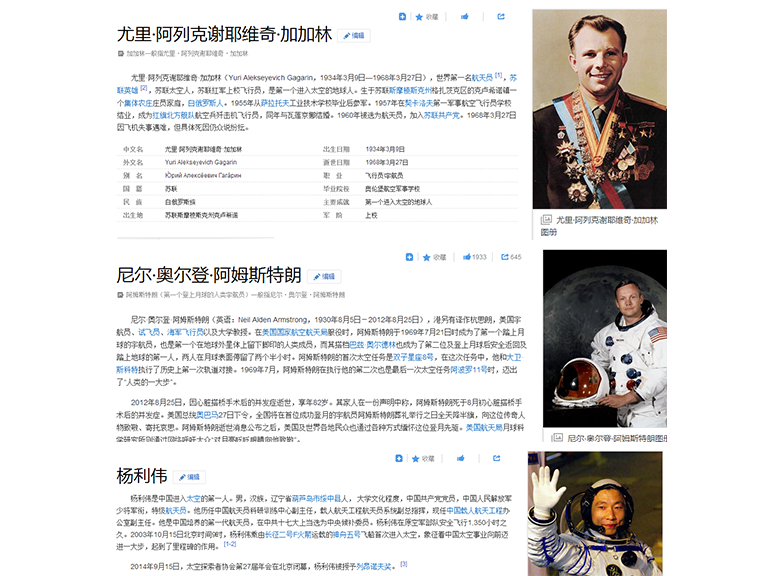 收藏
尤里·阿列克谢耶维奇·加加林 编辑
加加林一般指尤里·阿列克谢耶维奇·加加林
尤里·阿列克谢耶维奇·加加林（Yuri Alekseyevich Gagarin，1934年3月9日—1968年3月27日），世界第一名航天员 [1]，苏
联英雄 [2]，苏联太空人，苏联红军上校飞行员，是第一个进入太空的地球人。生于苏联斯摩棱斯克州格扎茨克区的克卢希诺镇一
个集体农庄庄员家庭，白俄罗斯人。1955年从萨拉托夫工业技术学校毕业后参军。1957年在契卡洛夫第一军事航空飞行员学校
结业，成为红旗北方舰队航空兵歼击机飞行员，同年与瓦莲京娜结婚。1960年被选为航天员，加入苏联共产党。1968年3月27日
因飞机失事遇难，但具体死因仍众说纷纭。
中文名 尤里·阿列克谢耶维奇·加加林 出生日期 1934年3月9日
外文名 Yuri Alekseyevich Gagarin 逝世日期 1968年3月27日
别 名 Юрий Алексеевич Гагарин 职 业 飞行员宇航员
国 籍 苏联 毕业院校 奥伦堡航空军事学校
民 族 白俄罗斯族 主要成就 第一个进入太空的地球人
出生地 苏联斯摩棱斯克州克卢希诺 军 衔 上校
尤里·阿列克谢耶维奇·加加林
图册
收藏 1933 645
尼尔·奥尔登·阿姆斯特朗 编辑
阿姆斯特朗（第一个登上月球的人类宇航员）一般指尼尔·奥尔登·阿姆斯特朗
尼尔·奥尔登·阿姆斯特朗（英语：Neil Alden Armstrong，1930年8月5日－2012年8月25日），港另有译作杭思朗，美国宇
航员、试飞员、海军飞行员以及大学教授。在美国国家航空航天局服役时，阿姆斯特朗于1969年7月21日时成为了第一个踏上月
球的宇航员，也是第一个在地球外星体上留下脚印的人类成员，而其搭档巴兹·奥尔德林也成为了第二位及登上月球后安全返回及
踏上地球的第一人，两人在月球表面停留了两个半小时。阿姆斯特朗的首次太空任务是双子星座8号，在这次任务中，他和大卫·
斯科特执行了历史上第一次轨道对接。1969年7月，阿姆斯特朗在执行他的第二次也是最后一次太空任务阿波罗11号时，迈出
了“人类的一大步”。
2012年8月25日，因心脏搭桥手术后的并发症逝世，享年82岁。其家人在一份声明中称，阿姆斯特朗死于8月初心脏搭桥手
术后的并发症。美国总统奥巴马27日下令，全国将在首位成功登月的宇航员阿姆斯特朗葬礼举行之日全天降半旗，向这位传奇人
物致敬、寄托哀思。阿姆斯特朗逝世消息公布之后，美国及世界各地民众也通过各种方式缅怀这位登月先驱。美国航天局月球科
学研究所则通过网络呼吁大众“对月亮眨眨眼睛向他致敬”。
尼尔·奥尔登·阿姆斯特朗图册
收藏
杨利伟 编辑
杨利伟是中国进入太空的第一人。男，汉族，辽宁省葫芦岛市绥中县人，大学文化程度，中国共产党党员，中国人民解放军
少将军衔，特级航天员。他历任中国航天员科研训练中心副主任、载人航天工程航天员系统副总指挥，现任中国载人航天工程办
公室副主任。他是中国培养的第一代航天员，在中共十七大上当选为中央候补委员。杨利伟在原空军部队安全飞行1,350小时之
久。2003年10月15日北京时间9时，杨利伟乘由长征二号F火箭运载的神舟五号飞船首次进入太空，象征着中国太空事业向前迈
进一大步，起到了里程碑的作用。 [1-2]
2014年9月15日，太空探索者协会第27届年会在北京闭幕，杨利伟被授予列昂诺夫奖。 [3]